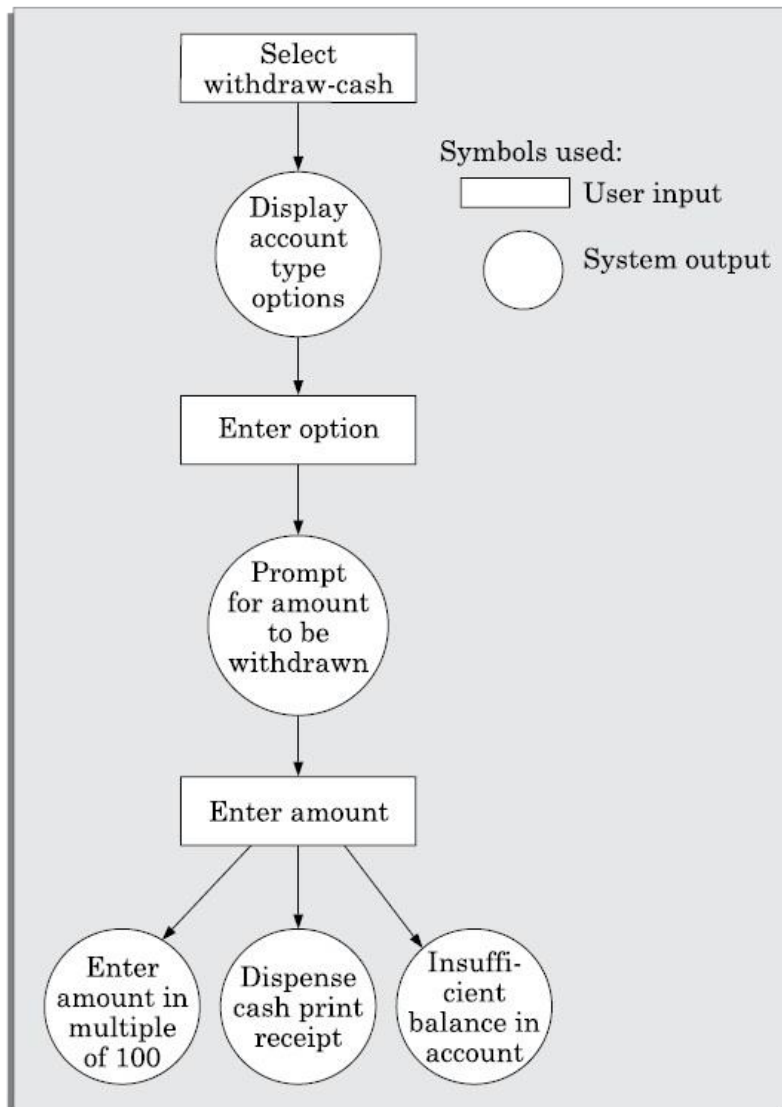 Select
withdraw-cash
Symbols used:
User input
System output
Display
account
type
options
Enter option
Prompt
for amount
to be
withdrawn
Enter amount
Enter
amount in
multiple
of 100
Dispense
cash print
receipt
Insuffi-
cient
balance in
account